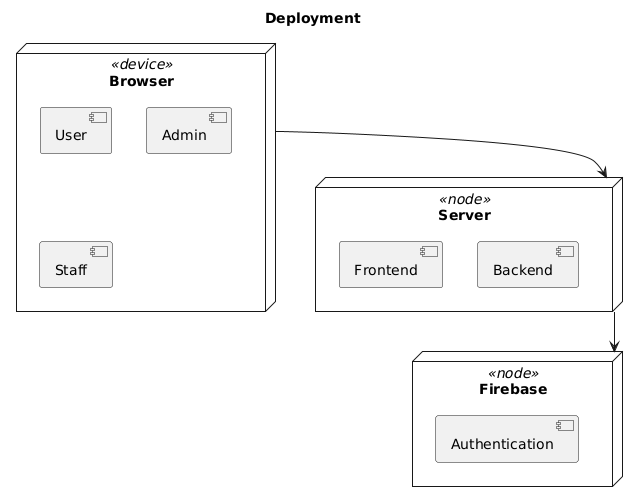 Deployment
«device»
Browser
User
Admin
Staff
«node»
Server
Frontend
Backend
«node»
Firebase
Authentication